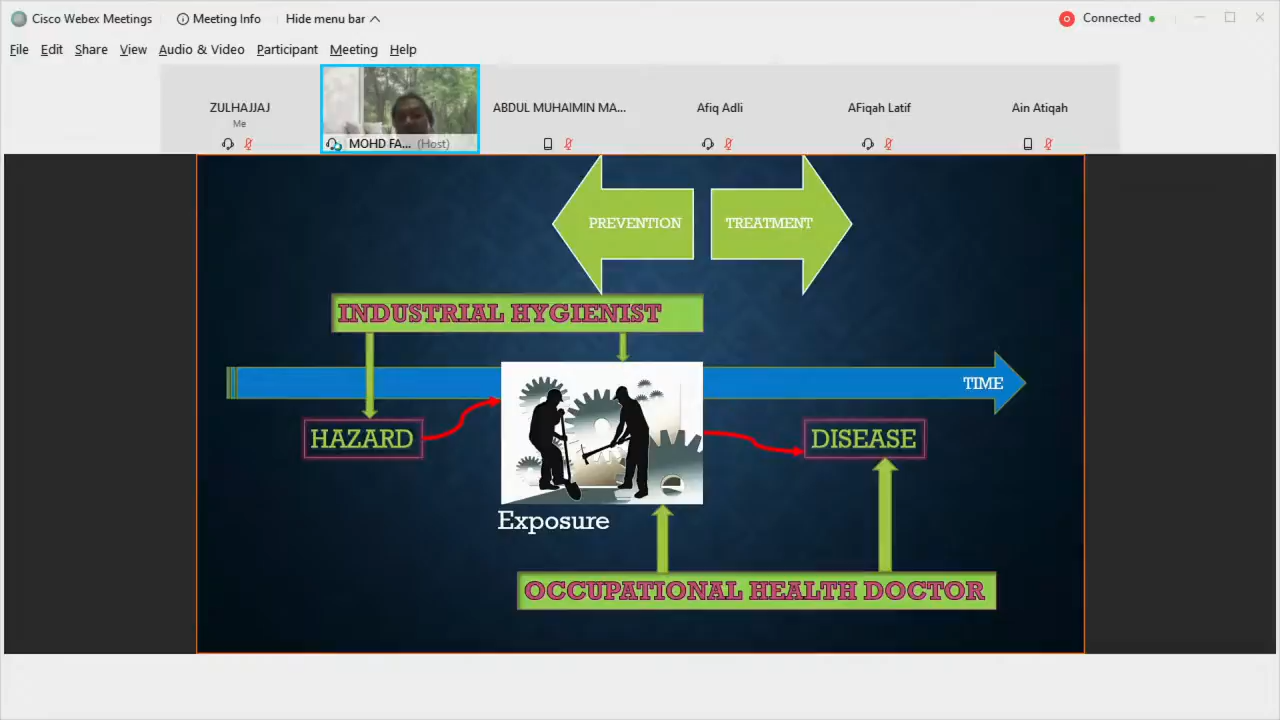 Cisco Webex Meetings
Meeting Info
Hide menu bar
Connected
File Edit Share View Audio & Video Participant Meeting Help
ZULHAJJAJ
Me
MOHD FA... (Host)
ABDUL MUHAIMIN MA...
Afiq Adli
AFiqah Latif
Ain Atiqah
PREVENTION
TREATMENT
INDUSTRIAL HYGIENIST
TIME
HAZARD
DISEASE
Exposure
OCCUPATIONAL HEALTH DOCTOR